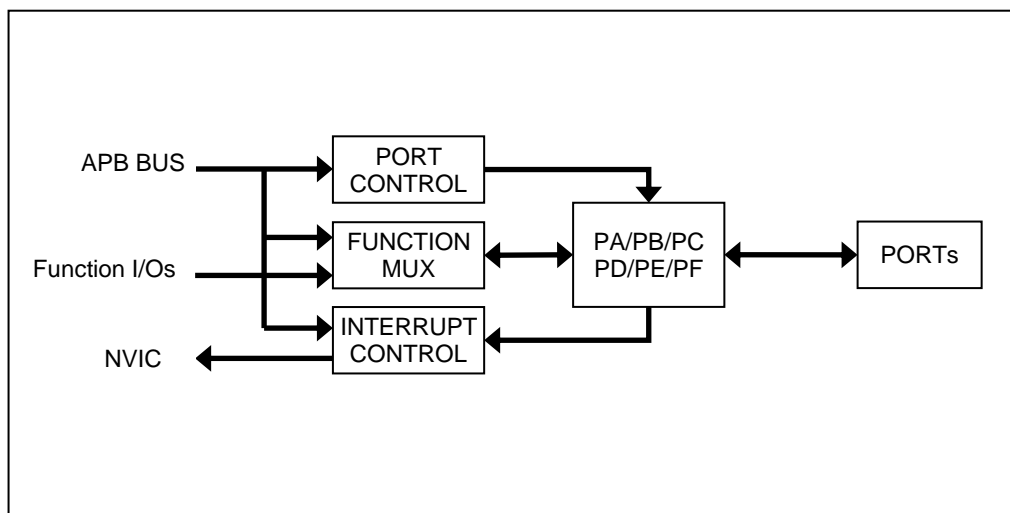 APB BUS
PORT
CONTROL
Function I/Os
FUNCTION
MUX
PA/PB/PC
PD/PE/PF
PORTs
NVIC
INTERRUPT
CONTROL